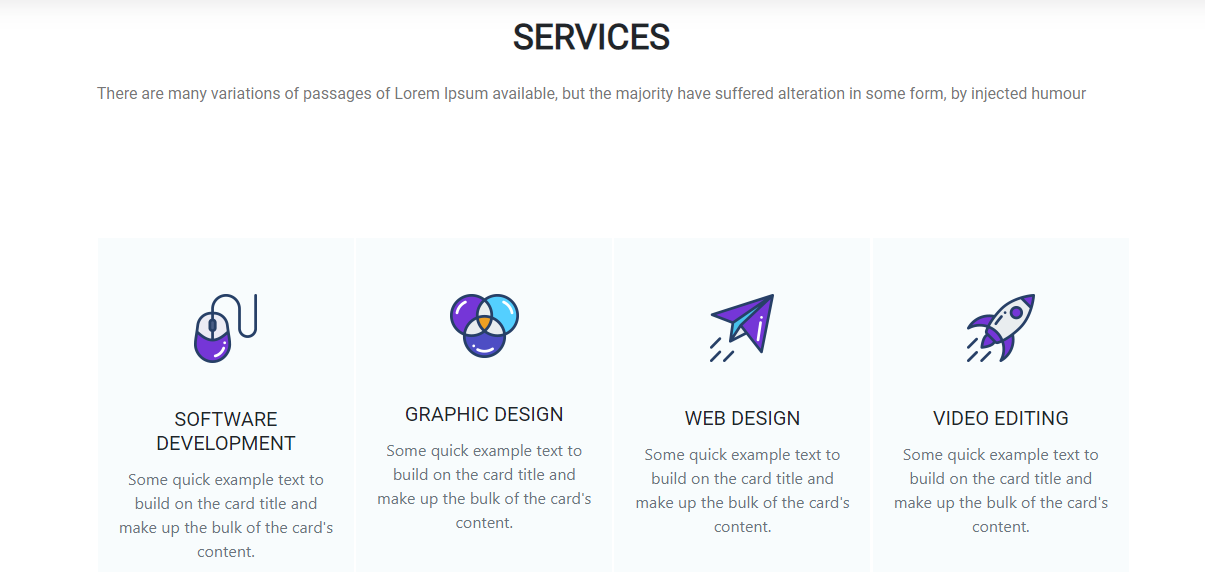 SERVICES
There are many variations of passages of Lorem Ipsum available, but the majority have suffered alteration in some form, by injected humour
SOFTWARE
DEVELOPMENT
Some quick example text to
build on the card title and
make up the bulk of the card's
content.
GRAPHIC DESIGN
Some quick example text to
build on the card title and
make up the bulk of the card's
content.
WEB DESIGN
Some quick example text to
build on the card title and
make up the bulk of the card's
content.
VIDEO EDITING
Some quick example text to
build on the card title and
make up the bulk of the card's
content.